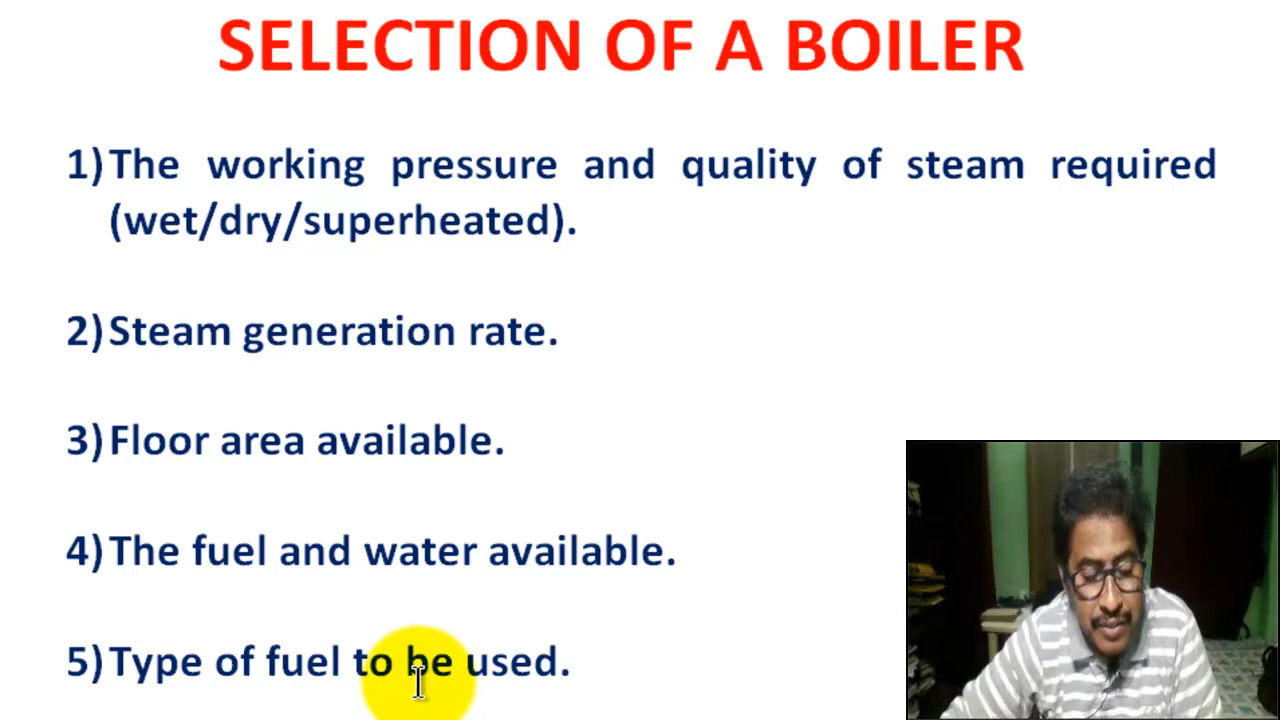 SELECTION OF A BOILER
1) The working pressure and quality of steam required
(wet/dry/superheated).
2) Steam generation rate.
3) Floor area available.
4) The fuel and water available.
5) Type of fuel to be used.